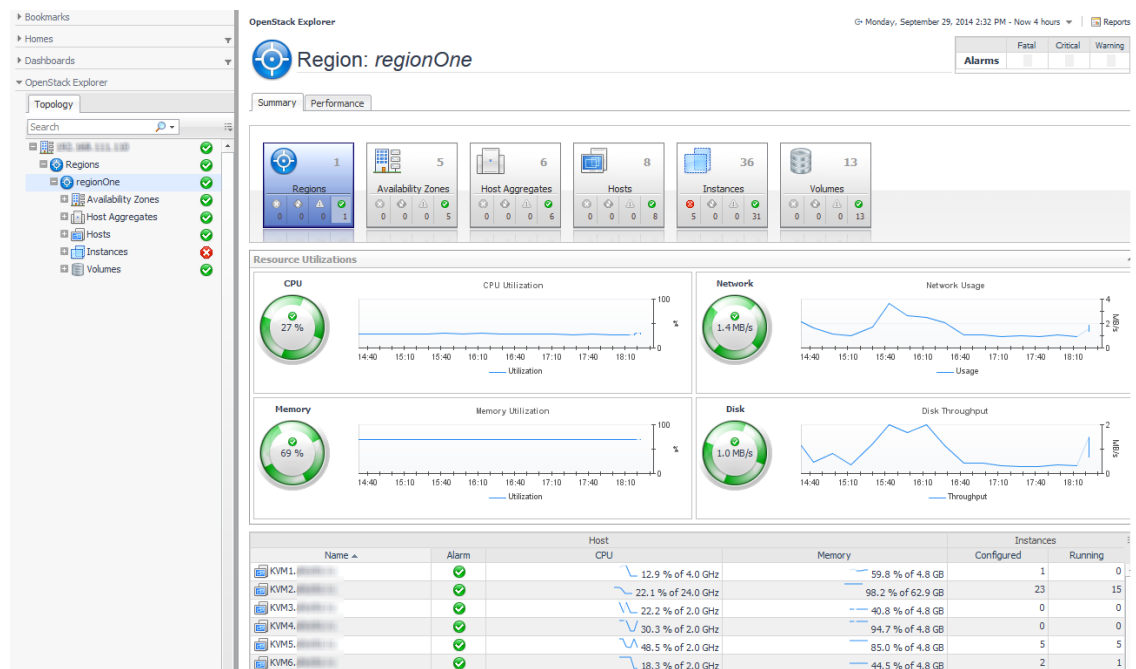 Bookmarks
Homes
Dashboards
OpenStack Explorer
Topology
Search
Regions
regionOne
Availability Zones
Host Aggregates
Hosts
Instances
Volumes
OpenStack Explorer
Monday, September 29, 2014 2:32 PM - Now 4 hours
Reports
Region: regionOne
Fatal Critical Warning
Alarms
Summary Performance
1 5 6 8 36 13
Regions Availability Zones Host Aggregates Hosts Instances Volumes
0 0 0 1 0 0 0 5 0 0 0 6 0 0 0 8 5 0 0 31 0 0 0 13
Resource Utilizations
CPU
27 %
CPU Utilization
100
%
0
14:40 15:10 15:40 16:10 16:40 17:10 17:40 18:10
Utilization
Network
1.4 MB/s
Network Usage
4
2
0
MB/s
14:40 15:10 15:40 16:10 16:40 17:10 17:40 18:10
Usage
Memory
69 %
Memory Utilization
100
%
0
14:40 15:10 15:40 16:10 16:40 17:10 17:40 18:10
Utilization
Disk
1.0 MB/s
Disk Throughput
2
0
MB/s
14:40 15:10 15:40 16:10 16:40 17:10 17:40 18:10
Throughput
Host Instances
Name Alarm CPU Memory Configured Running
KVM1. 12.9 % of 4.0 GHz 59.8 % of 4.8 GB 1 0
KVM2. 22.1 % of 24.0 GHz 98.2 % of 62.9 GB 23 15
KVM3. 22.2 % of 2.0 GHz 40.8 % of 4.8 GB 0 0
KVM4. 30.3 % of 2.0 GHz 94.7 % of 4.8 GB 0 0
KVM5. 48.5 % of 2.0 GHz 85.0 % of 4.8 GB 5 5
KVM6. 18.3 % of 2.0 GHz 44.5 % of 4.8 GB 2 1